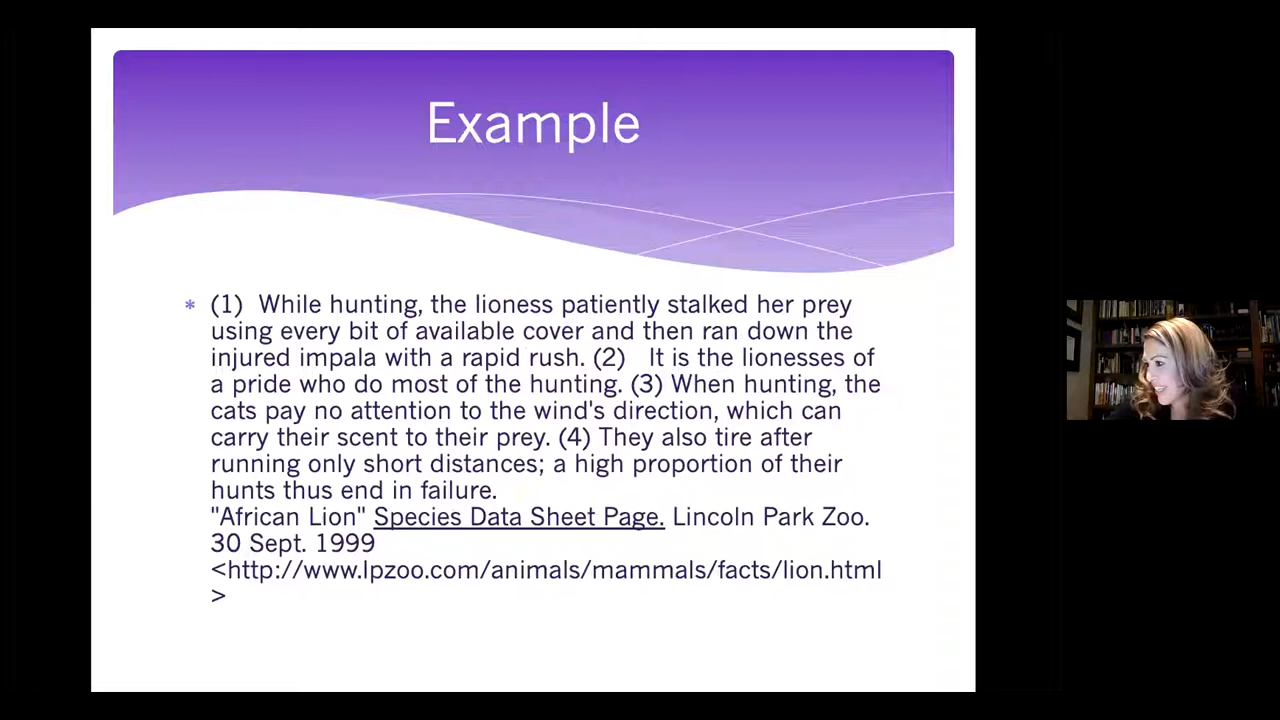 Example
* (1)  While hunting, the lioness patiently stalked her prey
using every bit of available cover and then ran down the
injured impala with a rapid rush. (2)   It is the lionesses of
a pride who do most of the hunting. (3) When hunting, the
cats pay no attention to the wind's direction, which can
carry their scent to their prey. (4) They also tire after
running only short distances; a high proportion of their
hunts thus end in failure.
"African Lion" Species Data Sheet Page. Lincoln Park Zoo.
30 Sept. 1999
<http://www.lpzoo.com/animals/mammals/facts/lion.html
>